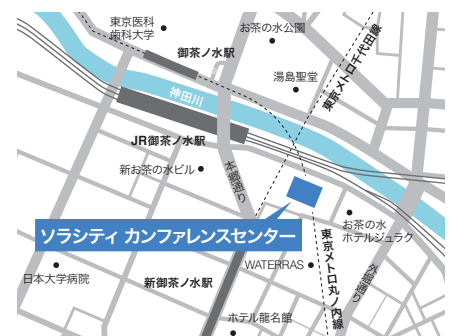 東京医科
歯科大学
お茶の水公園
御茶ノ水駅
湯島聖堂
東京メトロ千代田線
神田川
JR御茶ノ水駅
新お茶の水ビル
本郷通り
お茶の水
ホテルジュラク
ソラシティ カンファレンスセンター
東京メトロ丸ノ内線
外堀通り
WATERRAS
日本大学病院
新御茶ノ水駅
ホテル龍名館